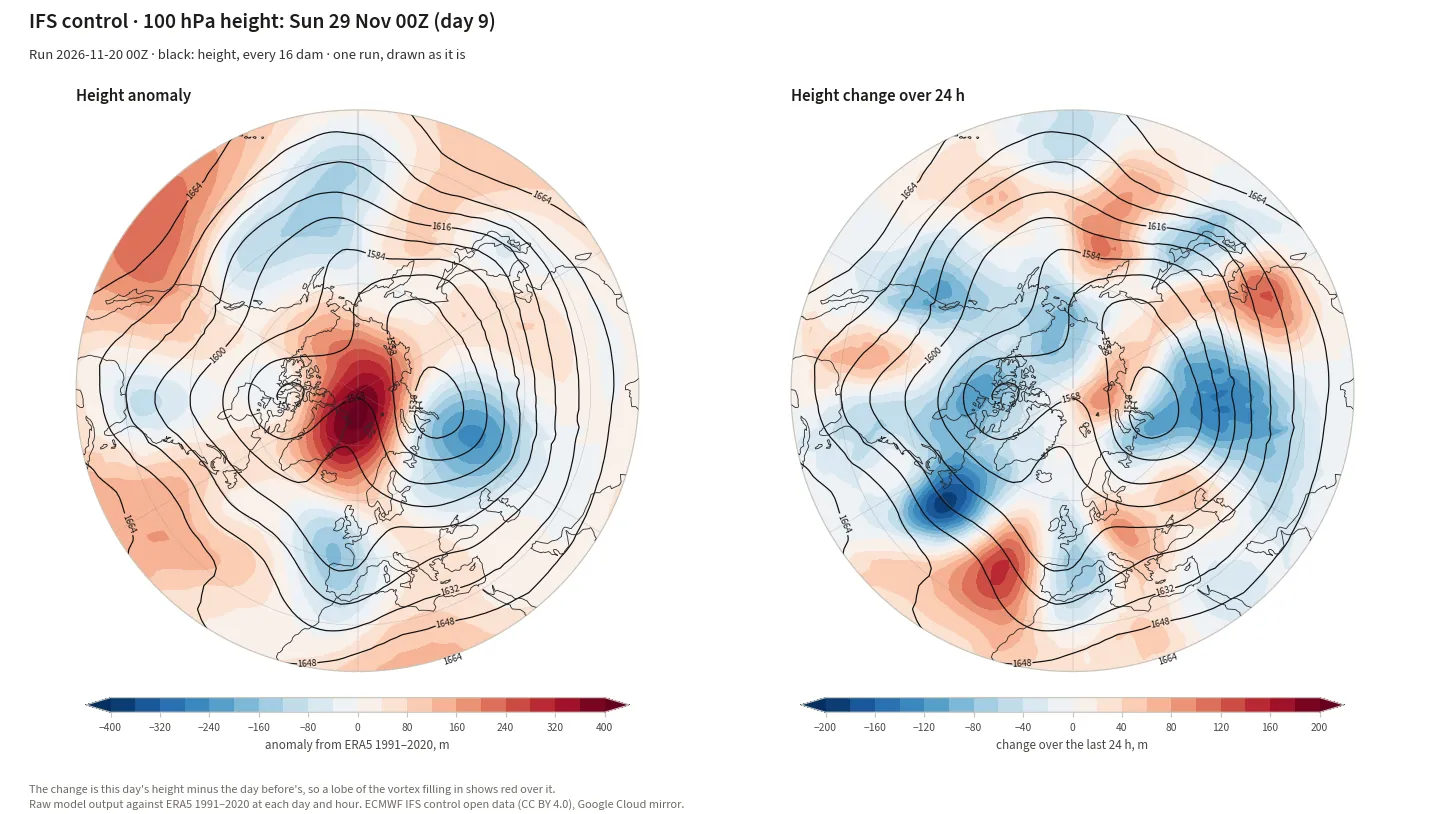 IFS control · 100 hPa height: Sun 29 Nov 00Z (day 9)
Run 2026-11-20 00Z · black: height, every 16 dam · one run, drawn as it is
Height anomaly
1664
1664
1616
1584
1600
1664
1632
1648
1648
1664
−400 −320 −240 −160 −80 0 80 160 240 320 400
anomaly from ERA5 1991–2020, m
Height change over 24 h
1664
1664
1616
1584
1600
1568
1664
1632
1648
1648
1664
−200 −160 −120 −80 −40 0 40 80 120 160 200
change over the last 24 h, m
The change is this day's height minus the day before's, so a lobe of the vortex filling in shows red over it.
Raw model output against ERA5 1991–2020 at each day and hour. ECMWF IFS control open data (CC BY 4.0), Google Cloud mirror.